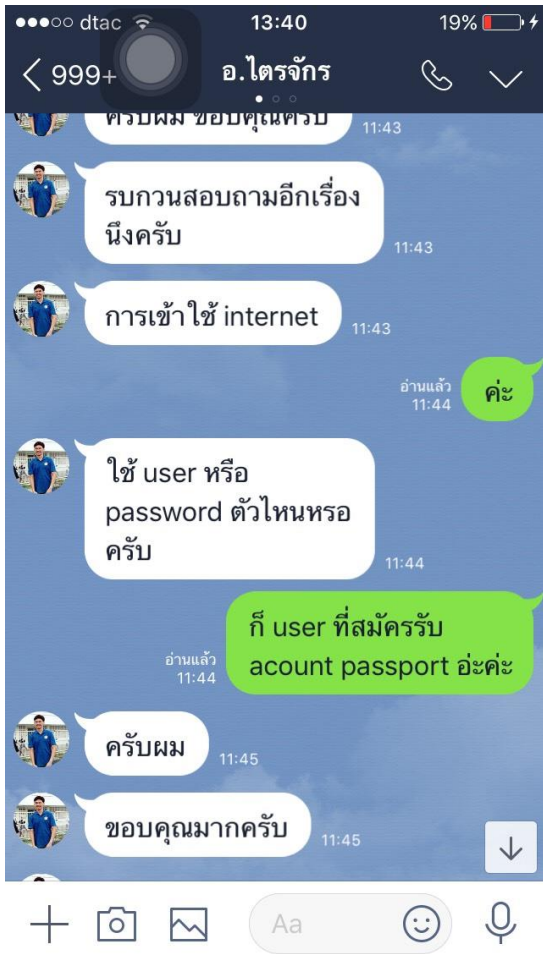 dtac 13:40 19%
999+ อ.ไตรจักร
ครับผม ขอบคุณครับ 11:43
รบกวนสอบถามอีกเรื่อง
นึงครับ 11:43
การเข้าใช้ internet 11:43
อ่านแล้ว ค่ะ
11:44
ใช้ user หรือ
password ตัวไหนหรอ
ครับ 11:44
ก็ user ที่สมัครรับ
อ่านแล้ว acount passport อ่ะค่ะ
11:44
ครับผม 11:45
ขอบคุณมากครับ 11:45
Aa